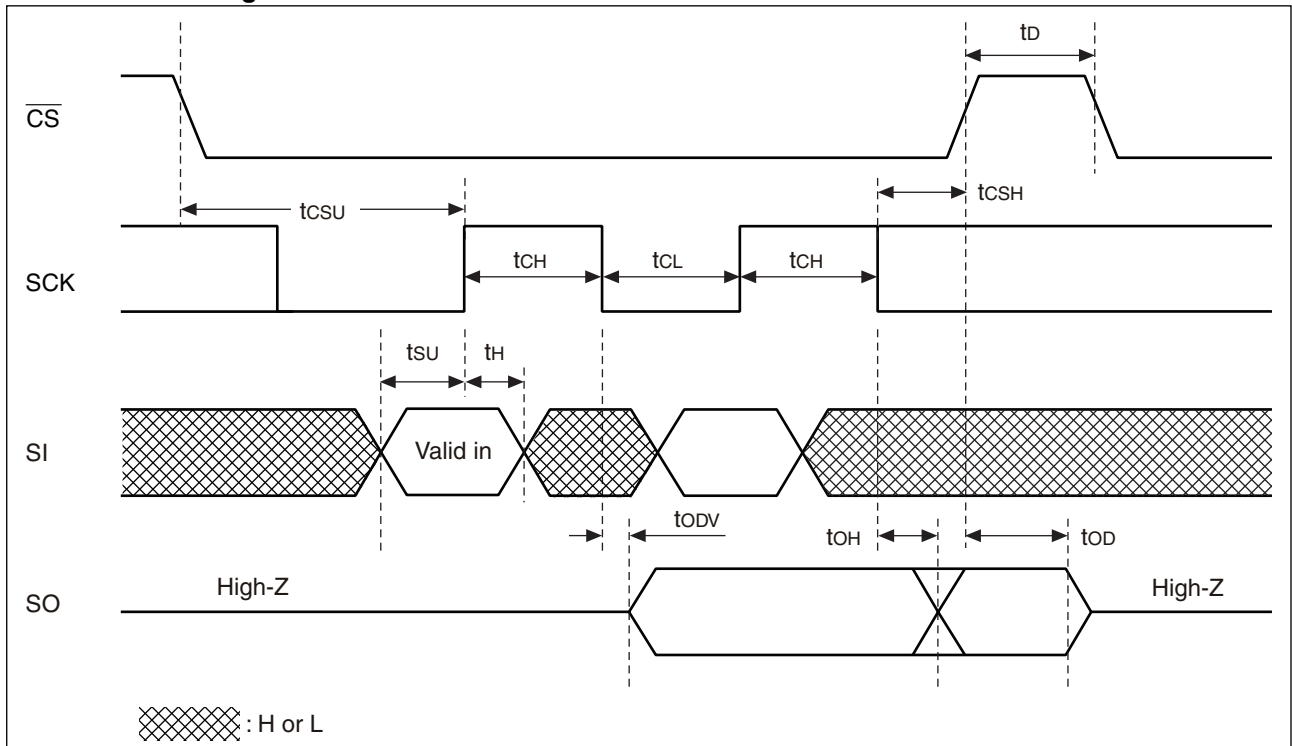 tD
CS
tCSU
tCSH
SCK
tCH
tCL
tCH
tSU
tH
SI
Valid in
tODV
tOH
tOD
SO
High-Z
High-Z
: H or L